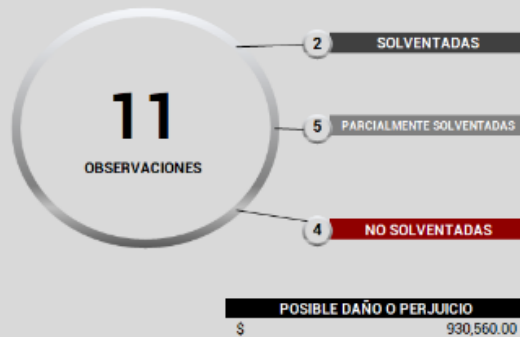 11
OBSERVACIONES
2 SOLVENTADAS
5 PARCIALMENTE SOLVENTADAS
4 NO SOLVENTADAS
POSIBLE DAÑO O PERJUICIO
$ 930,560.00